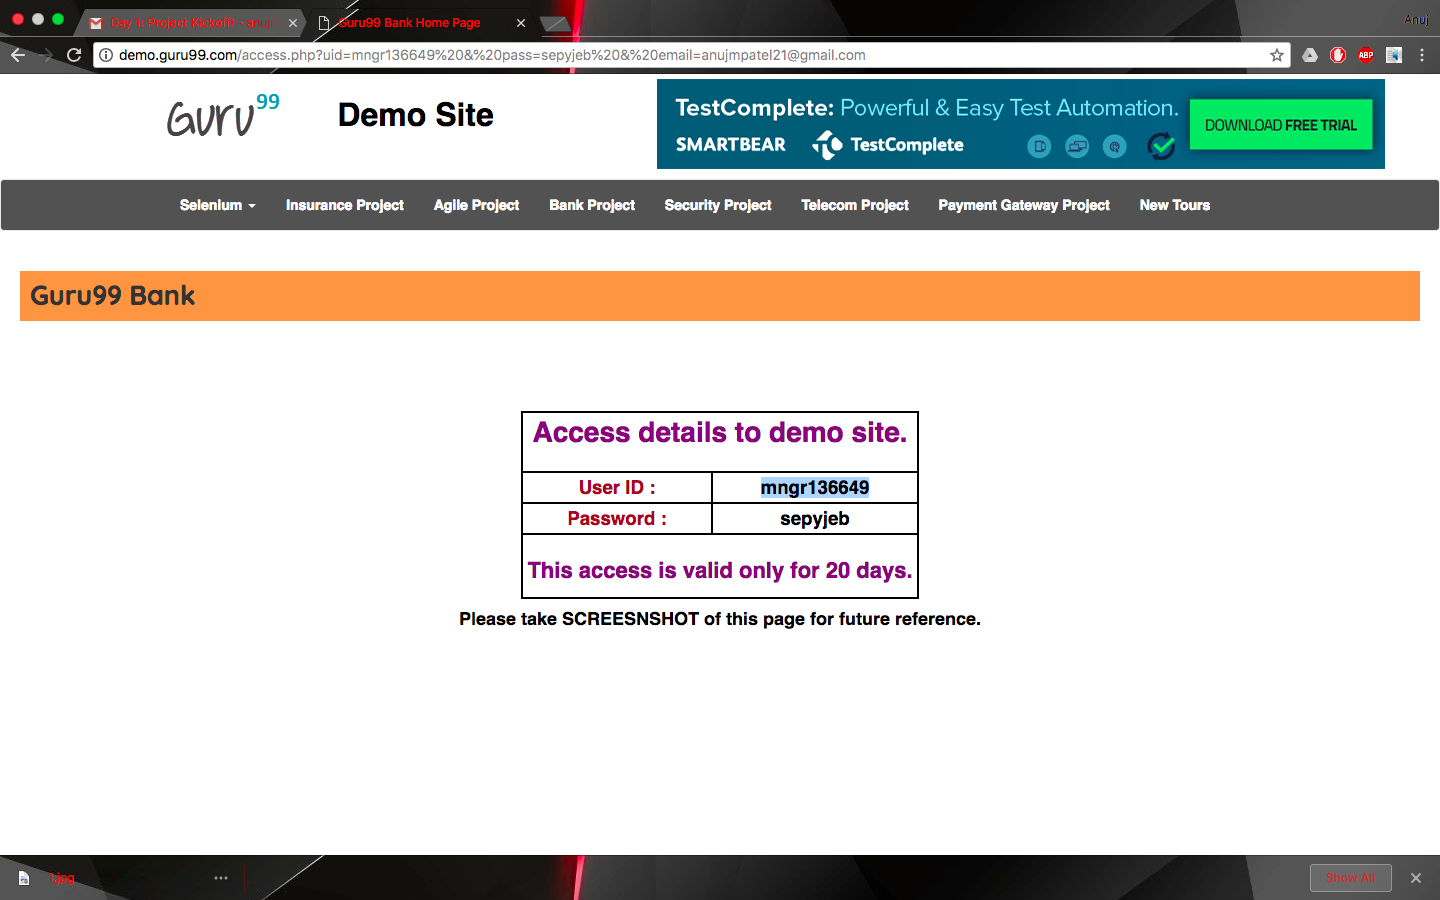 Day 1: Project Kickoff! - anuj
Guru99 Bank Home Page
Anuj
demo.guru99.com/access.php?uid=mngr136649%20&%20pass=sepyjeb%20&%20email=anujmpatel21@gmail.com
ABP
Guru99
Demo Site
TestComplete: Powerful & Easy Test Automation.
SMARTBEAR TestComplete
DOWNLOAD FREE TRIAL
Selenium Insurance Project Agile Project Bank Project Security Project Telecom Project Payment Gateway Project New Tours
Guru99 Bank
Access details to demo site.
User ID : mngr136649
Password : sepyjeb
This access is valid only for 20 days.
Please take SCREESNSHOT of this page for future reference.
1.jpg
Show All